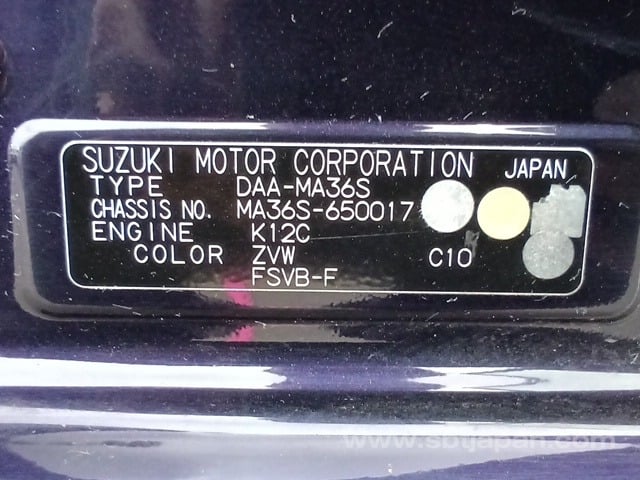 SUZUKI MOTOR CORPORATION JAPAN
TYPE DAA-MA36S
CHASSIS NO. MA36S-650017
ENGINE K12C
COLOR ZVW C10
FSVB-F
www.sbtjapan.com